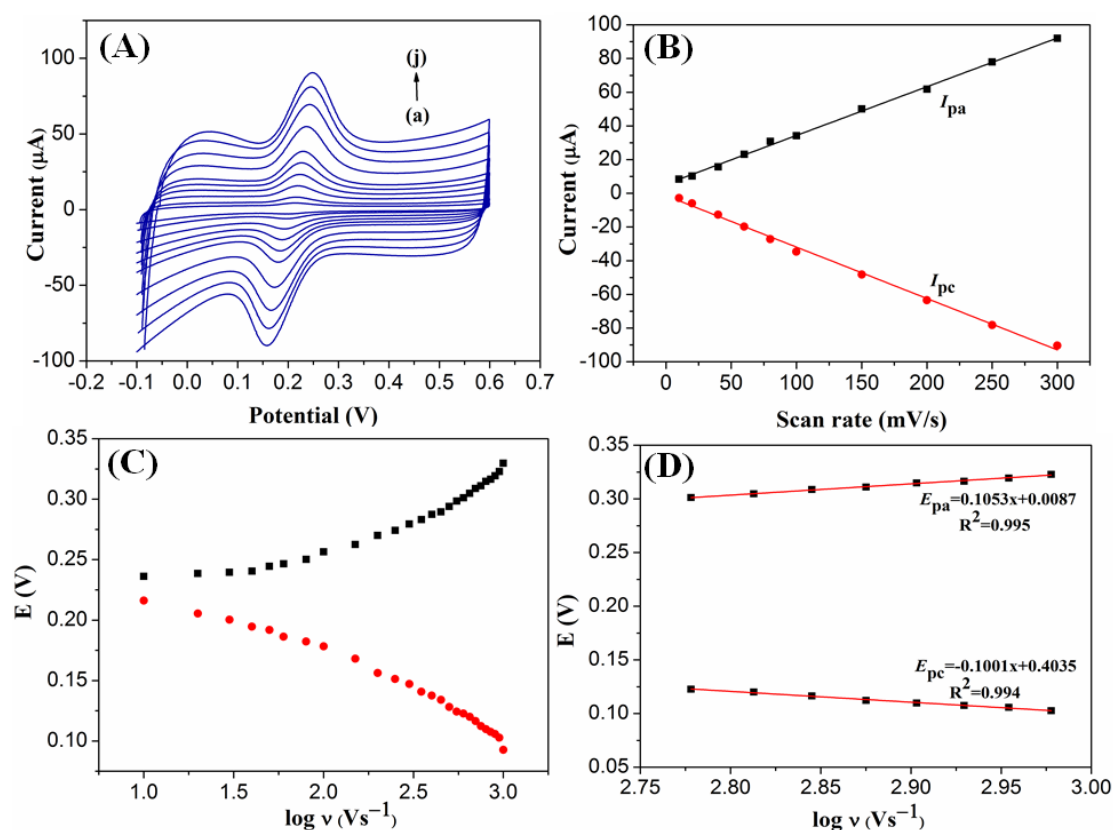 (A)
(j)
(a)
100
50
0
-50
-100
-0.2 -0.1 0.0 0.1 0.2 0.3 0.4 0.5 0.6 0.7
Current (μA)
Potential (V)
(B)
Ipa
Ipc
100
80
60
40
20
0
-20
-40
-60
-80
-100
0 50 100 150 200 250 300
Current (μA)
Scan rate (mV/s)
(C)
0.35
0.30
0.25
0.20
0.15
0.10
1.0 1.5 2.0 2.5 3.0
E (V)
log ν (Vs⁻¹)
(D)
Epa=0.1053x+0.0087
R²=0.995
Epc=-0.1001x+0.4035
R²=0.994
0.35
0.30
0.25
0.20
0.15
0.10
0.05
2.75 2.80 2.85 2.90 2.95 3.00
E (V)
log ν (Vs⁻¹)